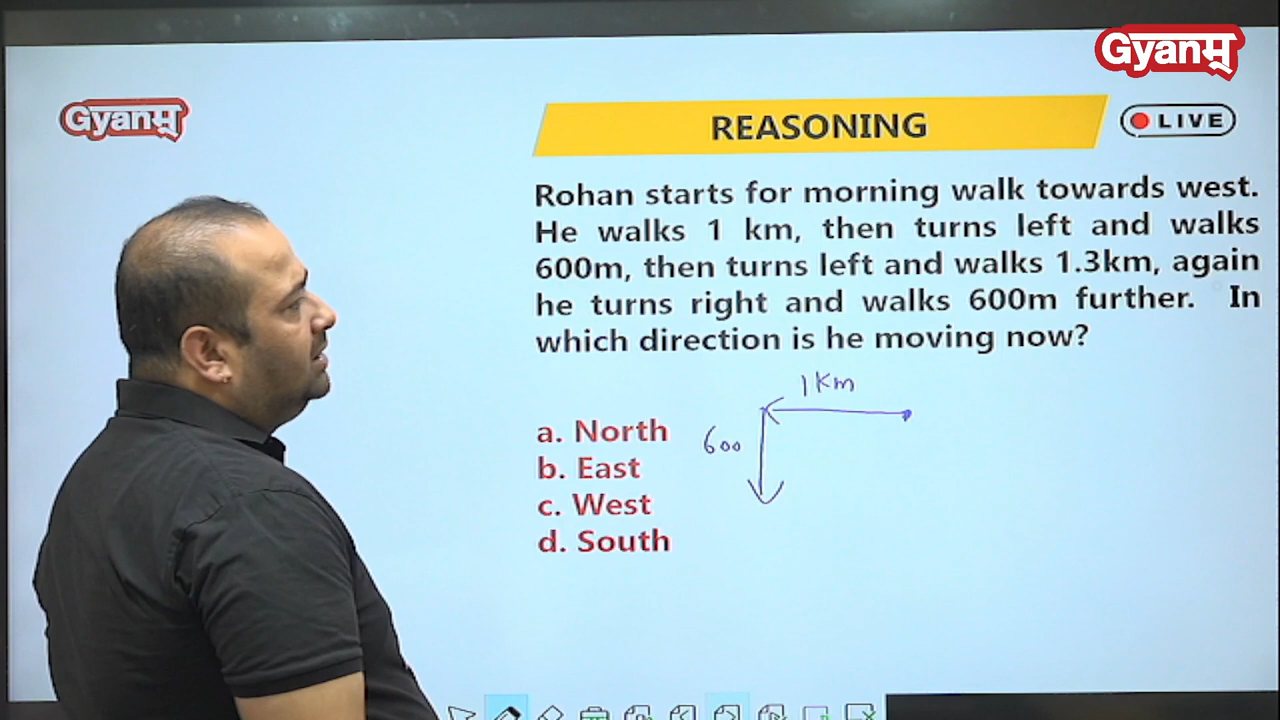 Gyanम्
Gyanम्
REASONING
LIVE
Rohan starts for morning walk towards west.
He walks 1 km, then turns left and walks
600m, then turns left and walks 1.3km, again
he turns right and walks 600m further. In
which direction is he moving now?
1Km
600
a. North
b. East
c. West
d. South